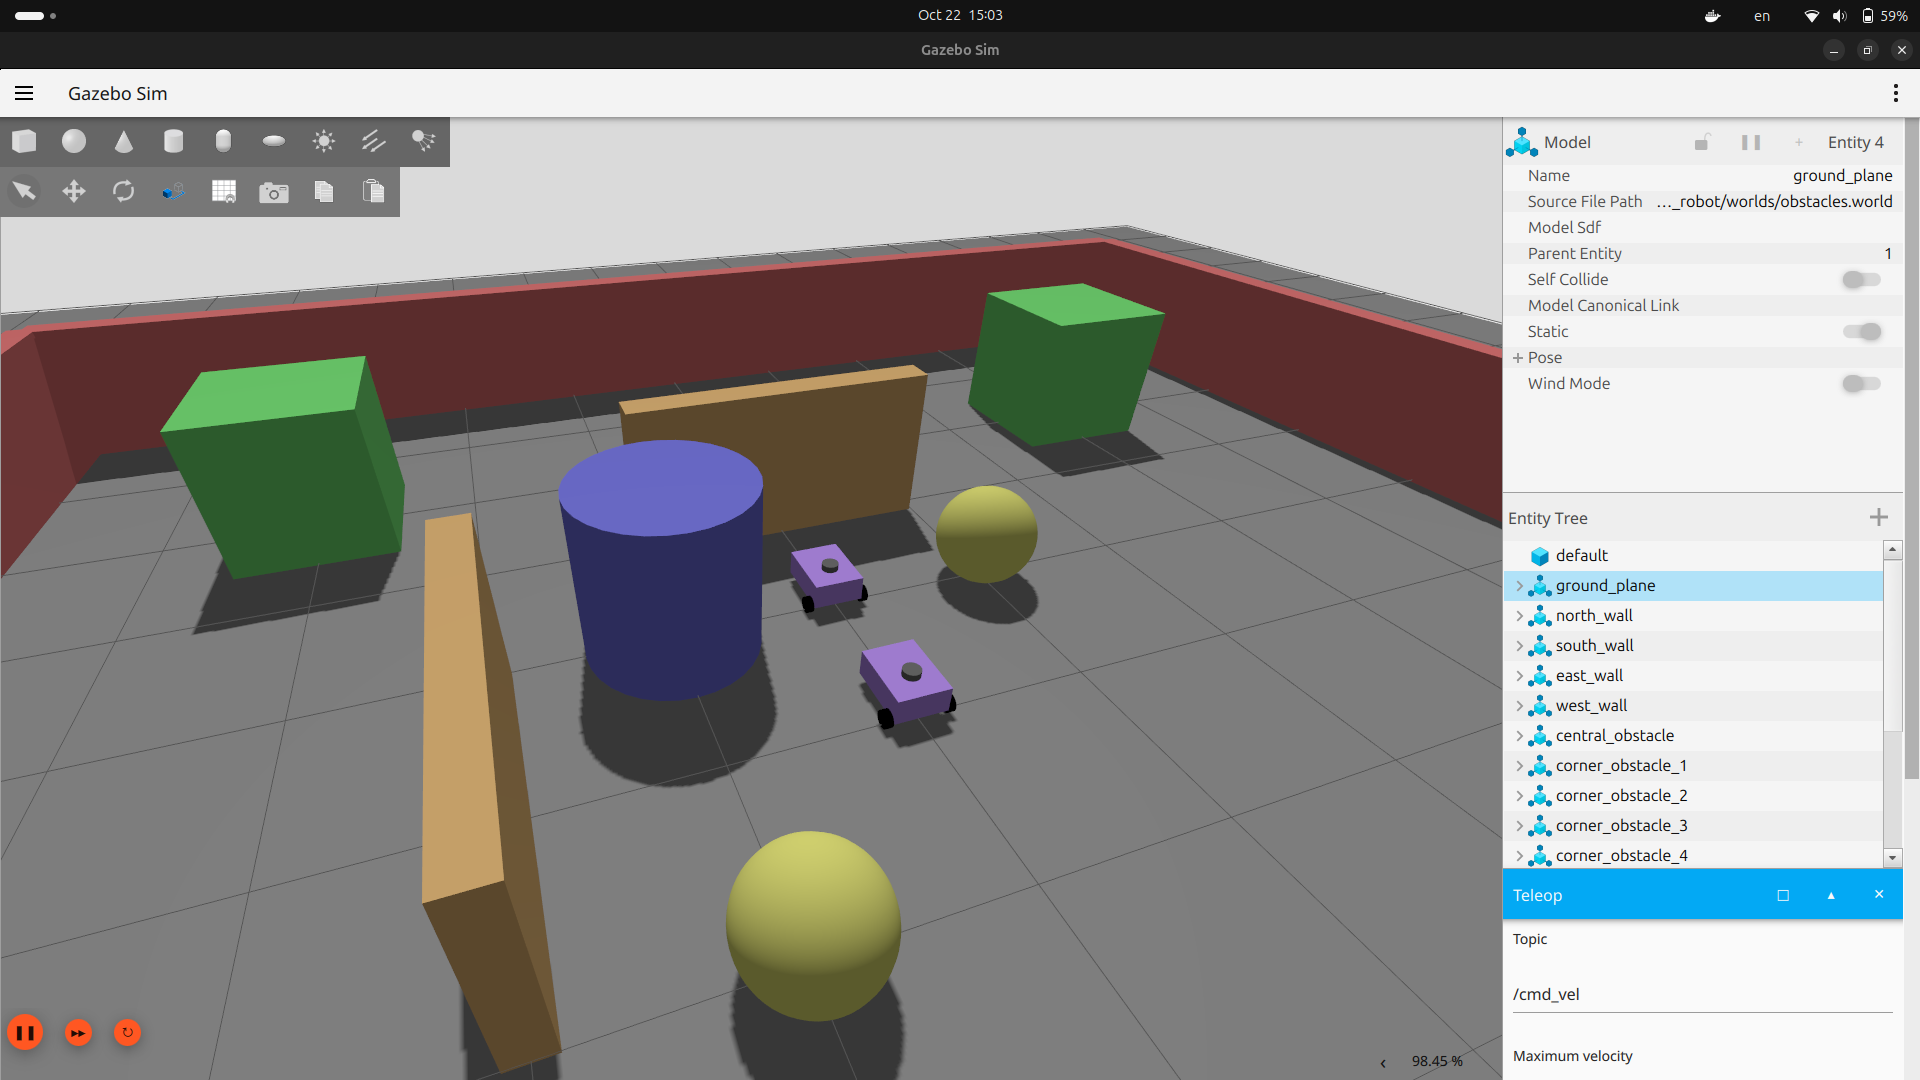 Oct 22 15:03
en
59%
Gazebo Sim
Gazebo Sim
Model
Entity 4
Name ground_plane
Source File Path ..._robot/worlds/obstacles.world
Model Sdf
Parent Entity 1
Self Collide
Model Canonical Link
Static
Pose
Wind Mode
Entity Tree
default
ground_plane
north_wall
south_wall
east_wall
west_wall
central_obstacle
corner_obstacle_1
corner_obstacle_2
corner_obstacle_3
corner_obstacle_4
Teleop
Topic
/cmd_vel
Maximum velocity
98.45 %